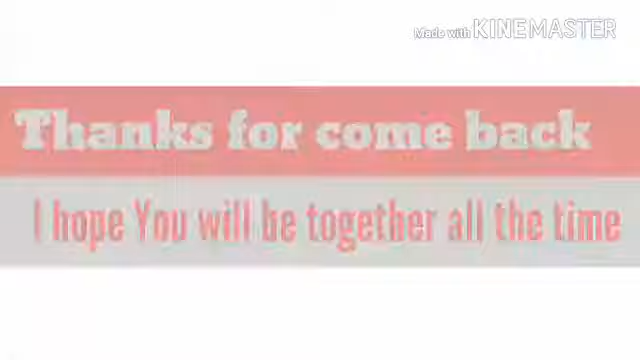 Made with KINEMASTER
Thanks for come back
I hope You will be together all the time